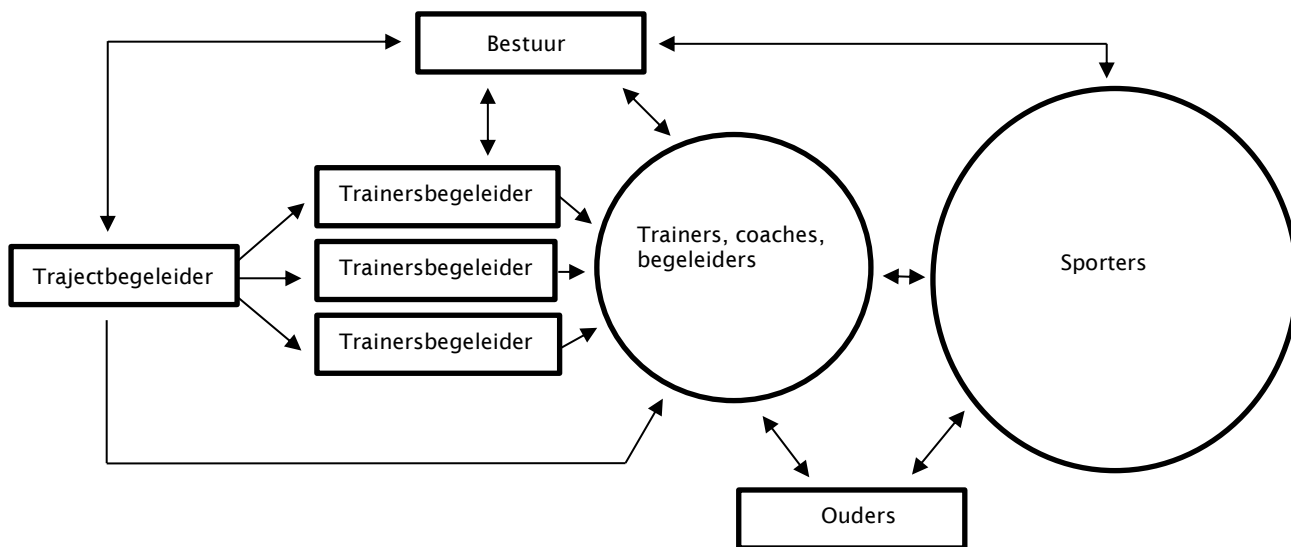 Bestuur
Trainersbegeleider
Trajectbegeleider
Trainersbegeleider
Trainersbegeleider
Trainers, coaches,
begeleiders
Sporters
Ouders